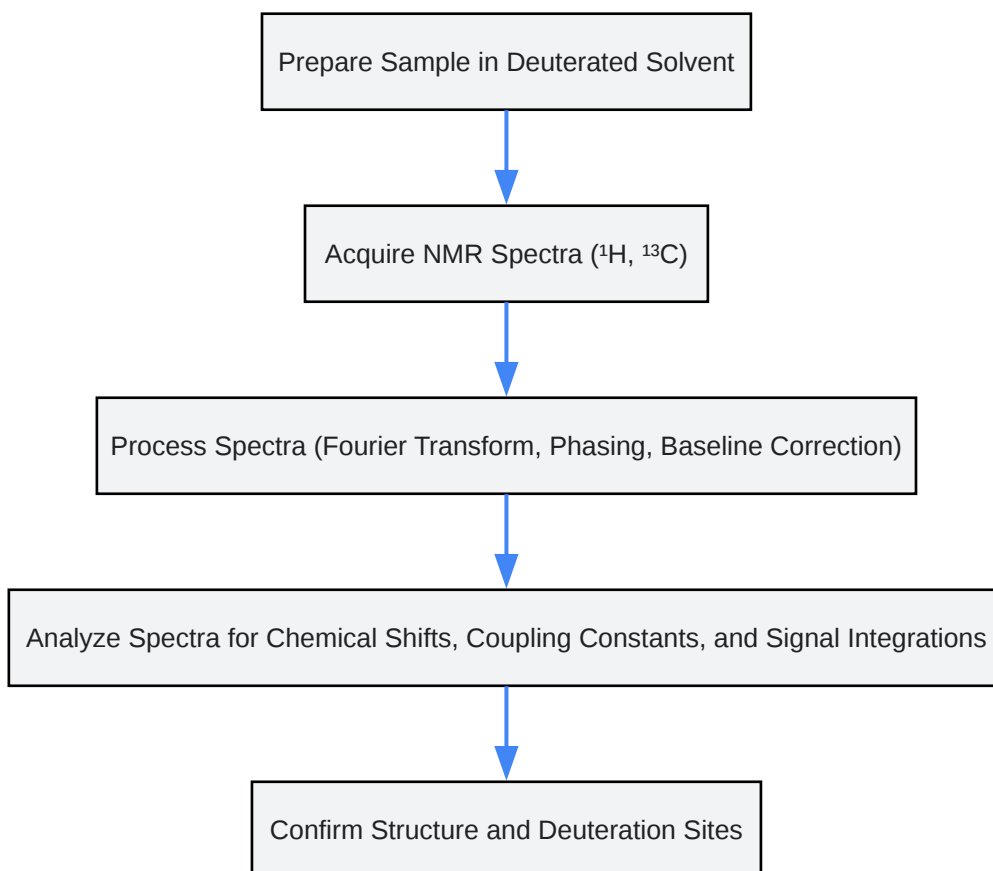 Prepare Sample in Deuterated Solvent
Acquire NMR Spectra (¹H, ¹³C)
Process Spectra (Fourier Transform, Phasing, Baseline Correction)
Analyze Spectra for Chemical Shifts, Coupling Constants, and Signal Integrations
Confirm Structure and Deuteration Sites